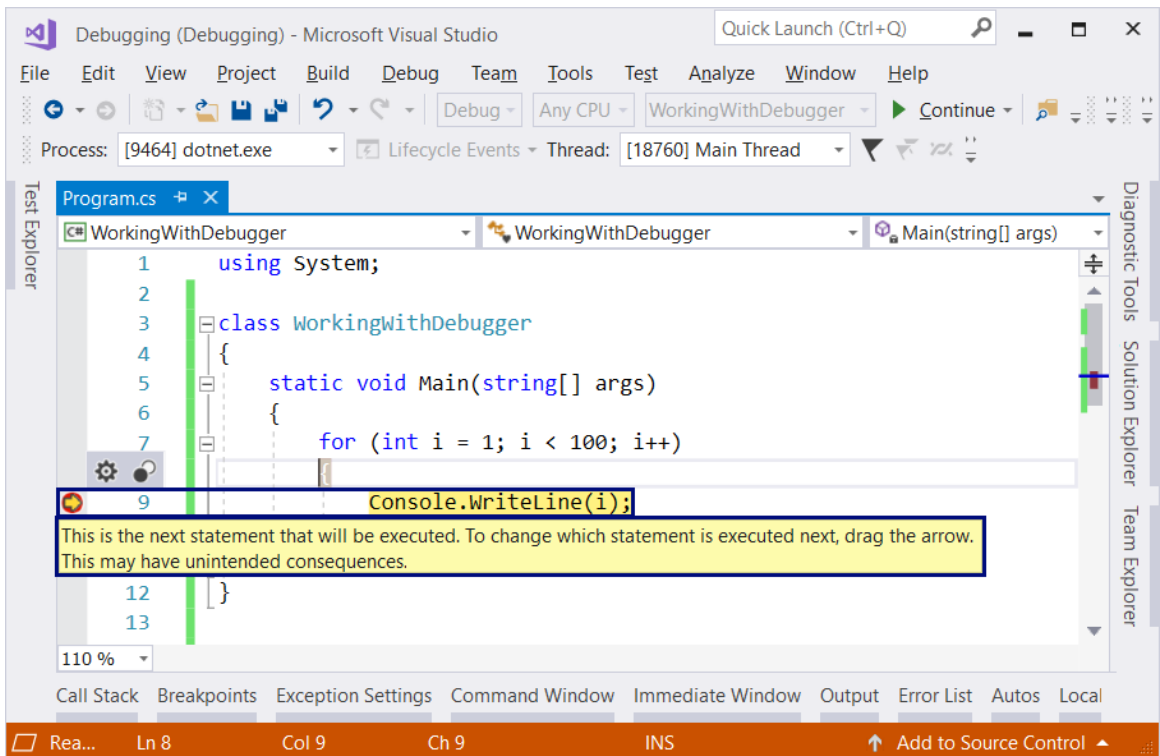 Debugging (Debugging) - Microsoft Visual Studio
Quick Launch (Ctrl+Q)
File Edit View Project Build Debug Team Tools Test Analyze Window Help
Debug Any CPU WorkingWithDebugger Continue
Process: [9464] dotnet.exe Lifecycle Events Thread: [18760] Main Thread
Test Explorer
Program.cs
C# WorkingWithDebugger WorkingWithDebugger Main(string[] args)
1 using System;
2
3 class WorkingWithDebugger
4 {
5 static void Main(string[] args)
6 {
7 for (int i = 1; i < 100; i++)
{
9 Console.WriteLine(i);
This is the next statement that will be executed. To change which statement is executed next, drag the arrow.
This may have unintended consequences.
12 }
13
110 %
Diagnostic Tools
Solution Explorer
Team Explorer
Call Stack Breakpoints Exception Settings Command Window Immediate Window Output Error List Autos Local
Rea... Ln 8 Col 9 Ch 9 INS Add to Source Control